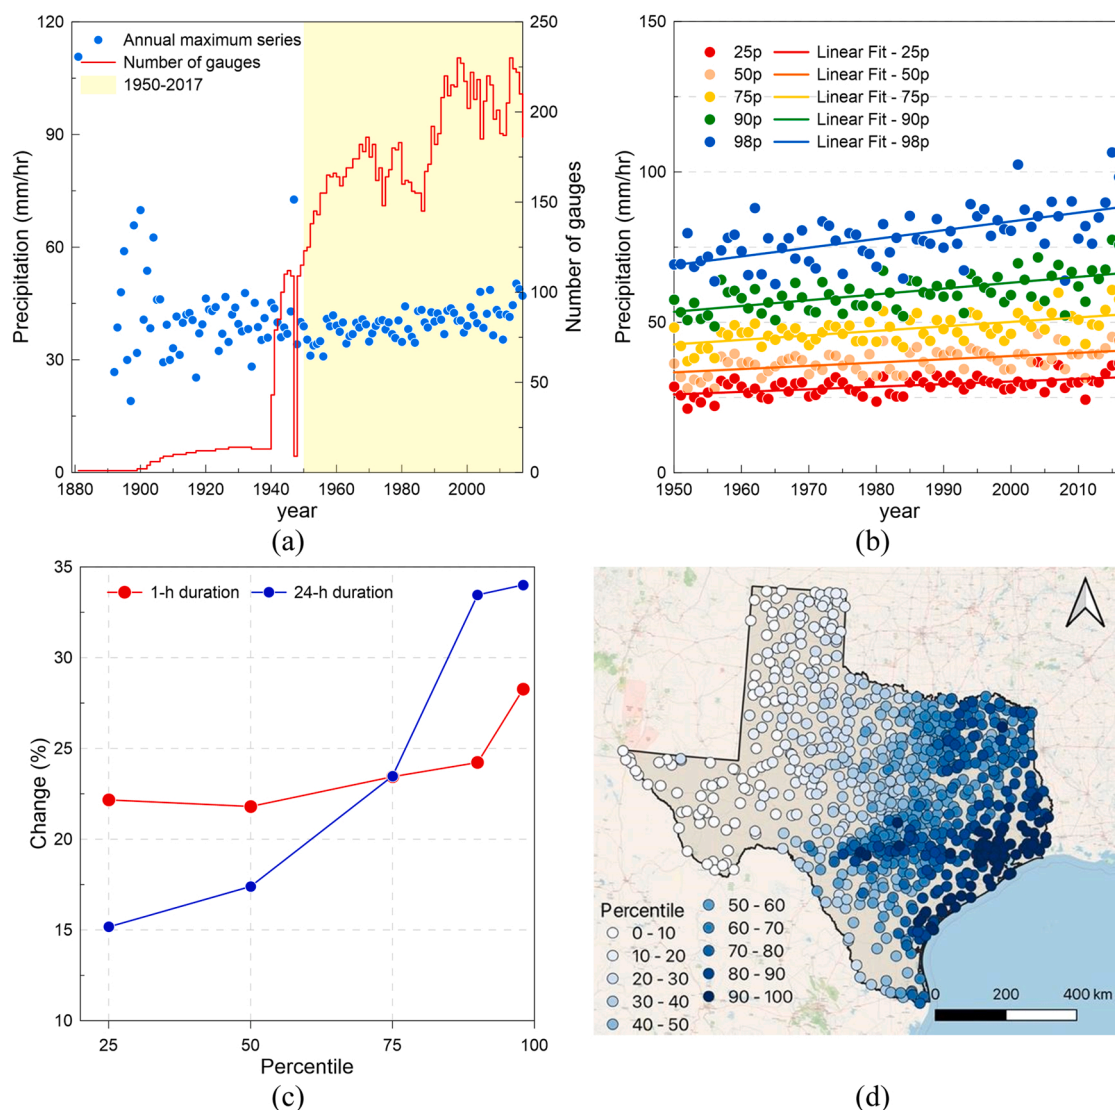 120
90
60
30
0
Precipitation (mm/hr)
Annual maximum series
Number of gauges
1950-2017
250
200
150
100
50
0
Number of gauges
1880 1900 1920 1940 1960 1980 2000
year
(a)
150
100
50
0
Precipitation (mm/hr)
25p Linear Fit - 25p
50p Linear Fit - 50p
75p Linear Fit - 75p
90p Linear Fit - 90p
98p Linear Fit - 98p
1950 1960 1970 1980 1990 2000 2010
year
(b)
35
30
25
20
15
10
Change (%)
1-h duration 24-h duration
25 50 75 100
Percentile
(c)
Percentile
0 - 10
10 - 20
20 - 30
30 - 40
40 - 50
50 - 60
60 - 70
70 - 80
80 - 90
90 - 100
0 200 400 km
(d)